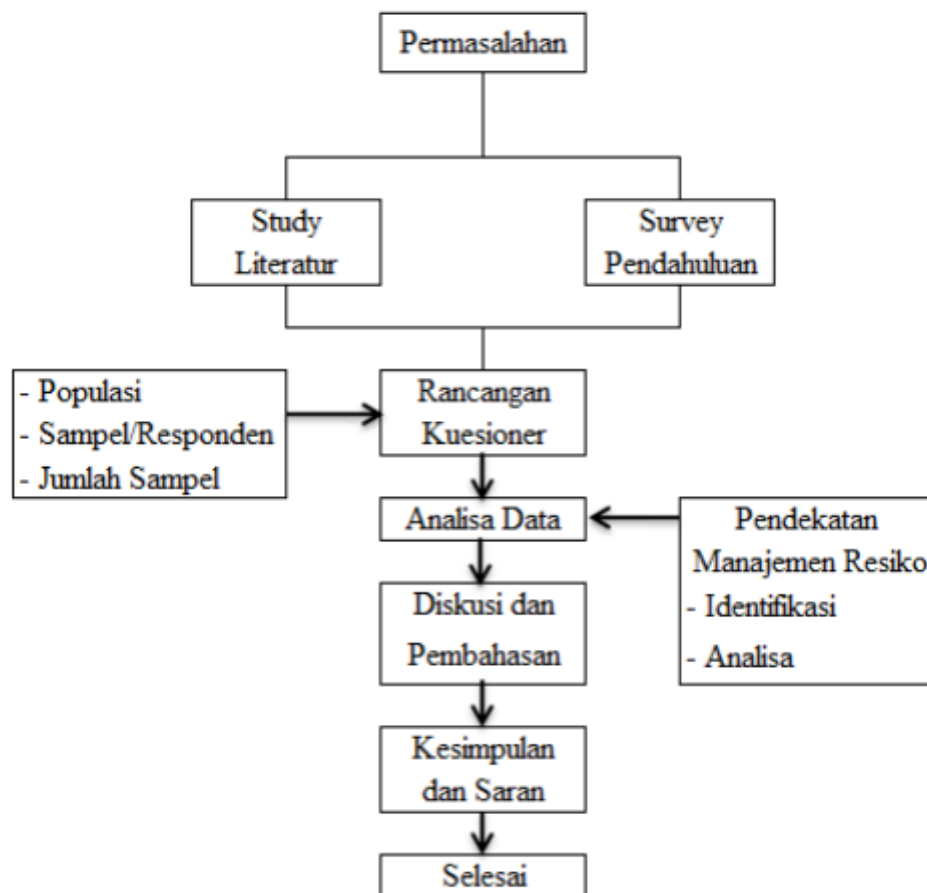 Permasalahan
Study
Literatur
Survey
Pendahuluan
- Populasi
- Sampel/Responden
- Jumlah Sampel
Rancangan
Kuesioner
Analisa Data
Pendekatan
Manajemen Resiko
- Identifikasi
- Analisa
Diskusi dan
Pembahasan
Kesimpulan
dan Saran
Selesai